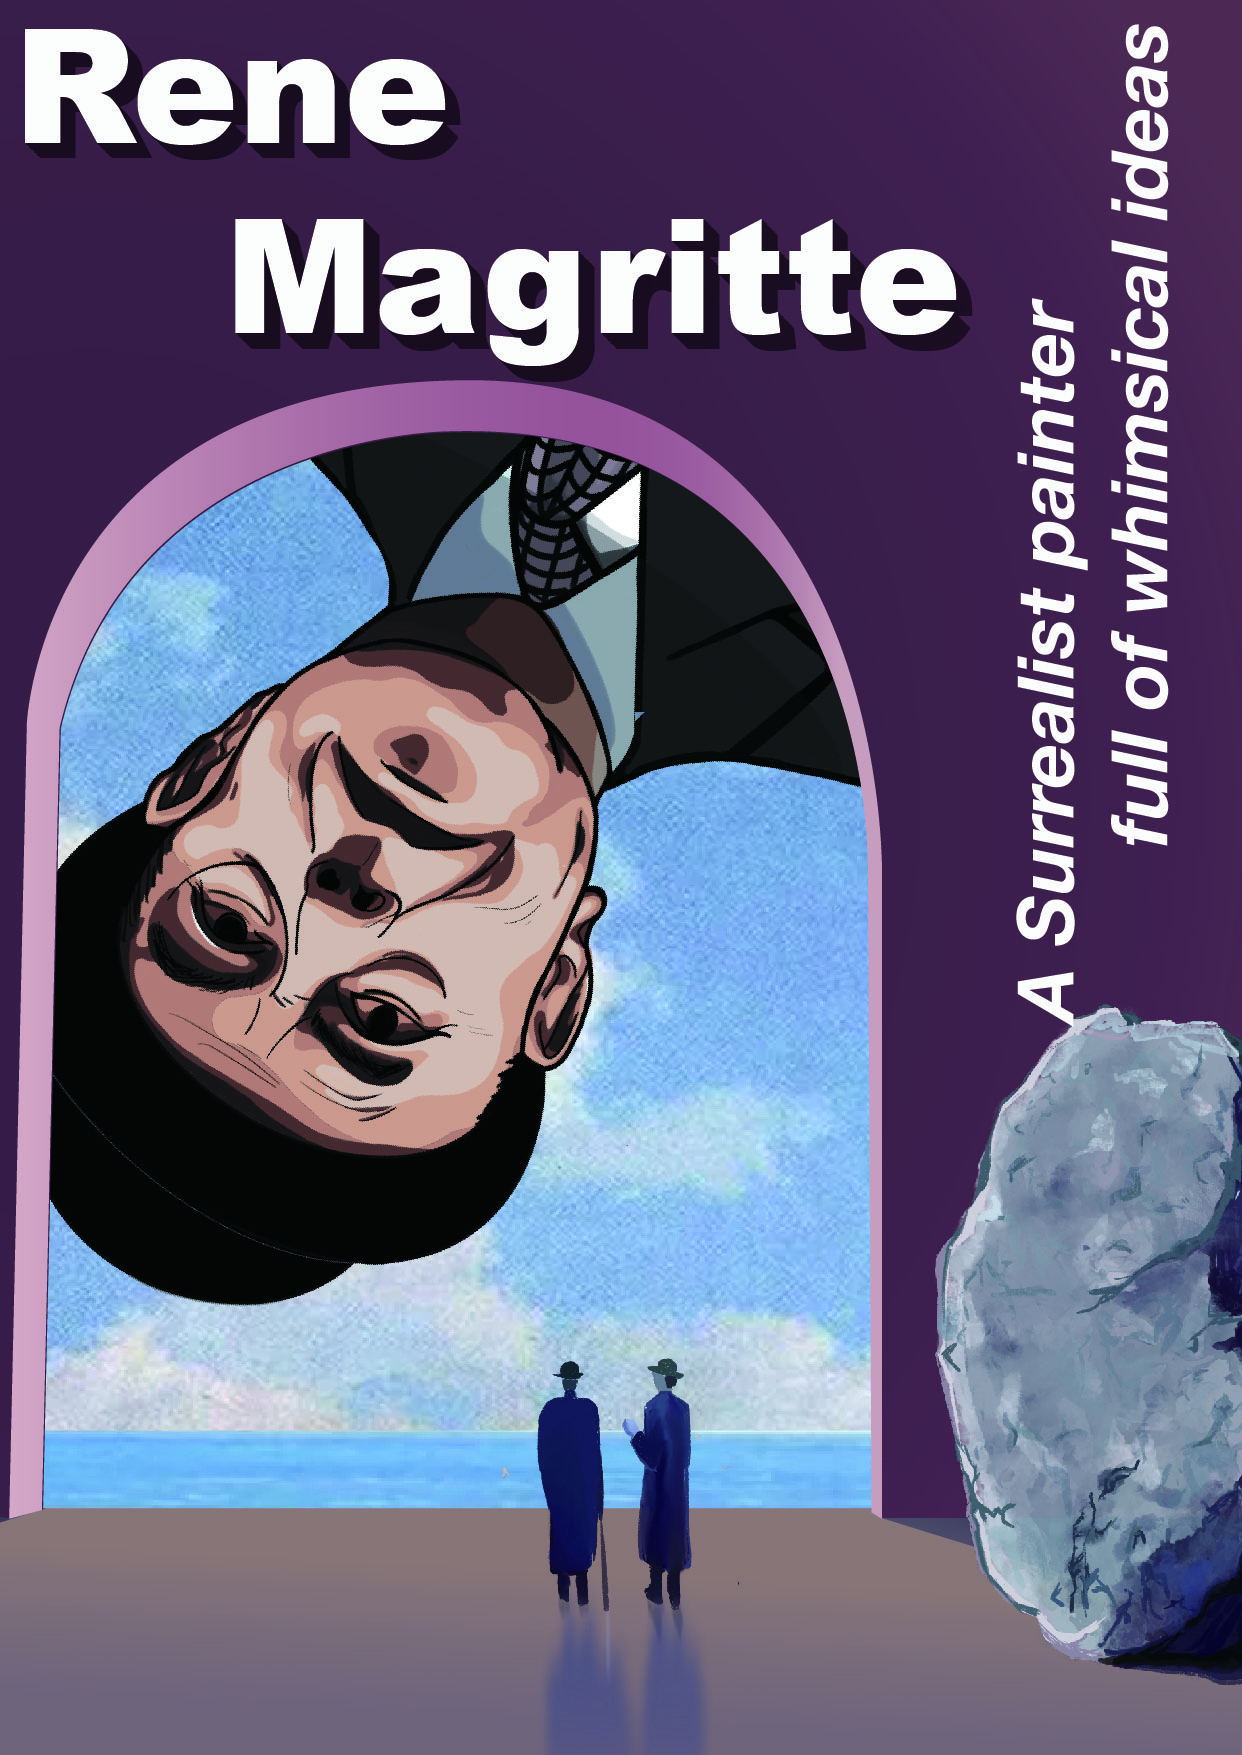 Rene
Magritte
A Surrealist painter
full of whimsical ideas